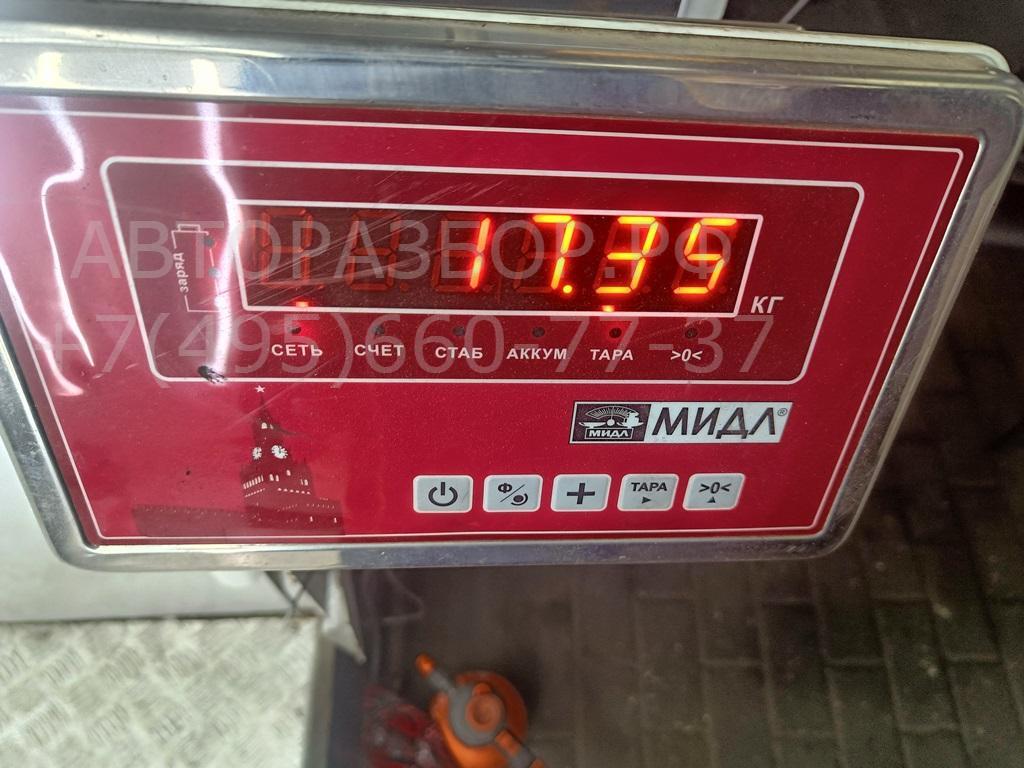 17.35
кг
заряд
СЕТЬ СЧЕТ СТАБ АККУМ ТАРА >0<
АВТОРАЗБОР.РФ
+7(495)660-77-37
МИДЛ МИДЛ®
Ф
+ ТАРА >0<